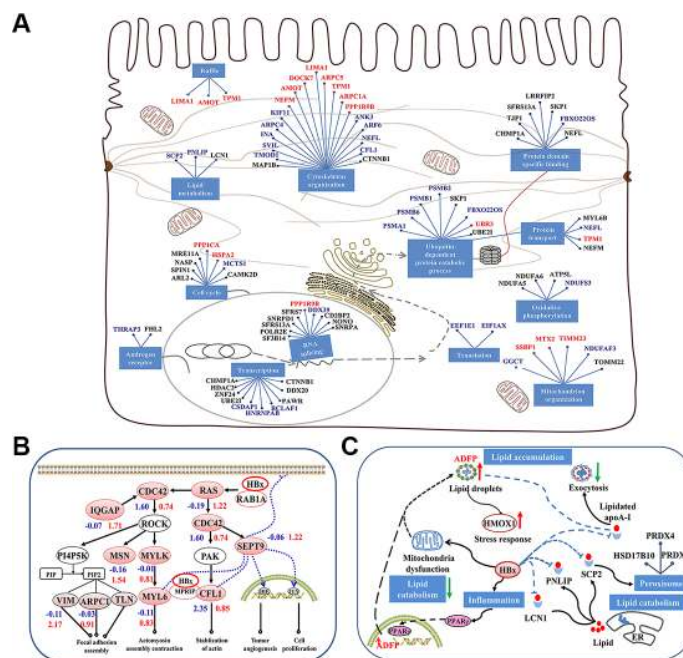 A
Ruffle
LIMA1
AMOT
TPM1
SCP2
PNLIP
LCN1
Lipid metabolism
LIMA1
DOCK7
ARPC5
AMOT
TPM1
NEFM
ARPC1A
KIF11
PPP1R9B
ARPC4
ANK3
INA
ARF6
SVIL
NEFL
TMOD1
CFL1
MAP1B
CTNNB1
Cytoskeleton organization
LRRFIP2
SFRS13A
SKP1
TJP1
FBXO22OS
CHMP1A
NEFL
Protein domain specific binding
PSMB3
PSMB1
SKP1
PSMB6
FBXO22OS
PSMA1
UBR3
UBE2I
Ubiquitin-dependent protein catabolic process
MYL6B
NEFL
TPM1
NEFM
Protein transport
PPP1CA
MRE11A
HSPA2
NASP
MCTS1
SPIN1
CAMK2D
ARL2
Cell cycle
NDUFA6
ATP5L
NDUFA5
NDUFS3
Oxidative phosphorylation
THRAP3
FHL2
Androgen receptor
PPP1R9B
SFRS7
DDX39
SNRPD1
CD2BP2
SFRS13A
NONO
POLR2E
SNRPA
SF3B14
RNA splicing
Transcription
CHMP1A
CTNNB1
HDAC2
DDX20
ZNF24
PAWR
UBE2I
BCLAF1
CSDAP1
HNRNPAB
EEF1E1
EIF1AX
Translation
MTX2
TIMM23
SSBP1
NDUFAF3
GGCT
TOMM22
Mitochondrion organization
B
CDC42
RAS
HBx
RAB1A
IQGAP
1.60
0.74
-0.19
1.22
-0.07
1.71
ROCK
CDC42
1.60
0.74
SEPT9
-0.06
1.22
PI4P5K
MSN
MYLK
PAK
-0.16
1.54
-0.01
0.81
PIP
PIP2
HBx
MPRIP
VIM
ARPC1
TLN
MYL6
CFL1
-0.11
2.17
-0.03
0.91
-0.11
0.83
2.35
0.85
Focal adhesion assembly
Actomyosin assembly contraction
Stabilization of actin
Tumor angiogenesis
Cell proliferation
C
ADFP
Lipid accumulation
Lipid droplets
Exocytosis
HMOX1
Stress response
Lipidated apoA-I
Mitochondria dysfunction
HBx
PRDX4
HSD17B10
PRDX
Lipid catabolism
Inflammation
PNLIP
SCP2
Peroxisome
LCN1
Lipid catabolism
PPARγ
PPARγ
ADFP
Lipid
ER